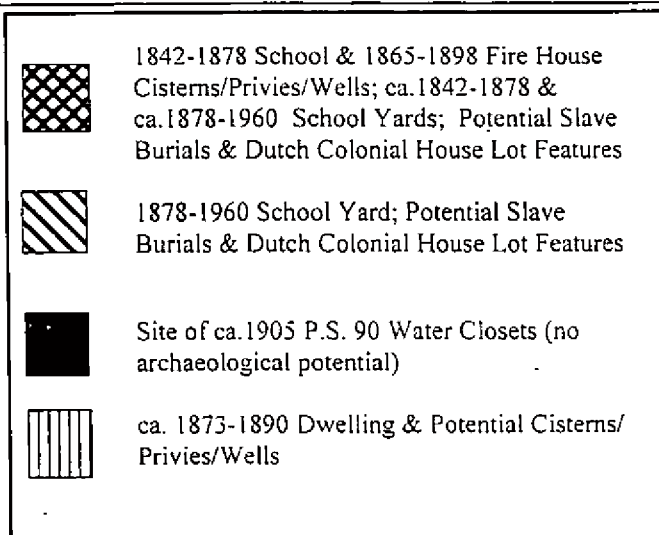 1842-1878 School & 1865-1898 Fire House
Cisterns/Privies/Wells; ca.1842-1878 &
ca.1878-1960 School Yards; Potential Slave
Burials & Dutch Colonial House Lot Features
1878-1960 School Yard; Potential Slave
Burials & Dutch Colonial House Lot Features
Site of ca.1905 P.S. 90 Water Closets (no
archaeological potential)
ca. 1873-1890 Dwelling & Potential Cisterns/
Privies/Wells